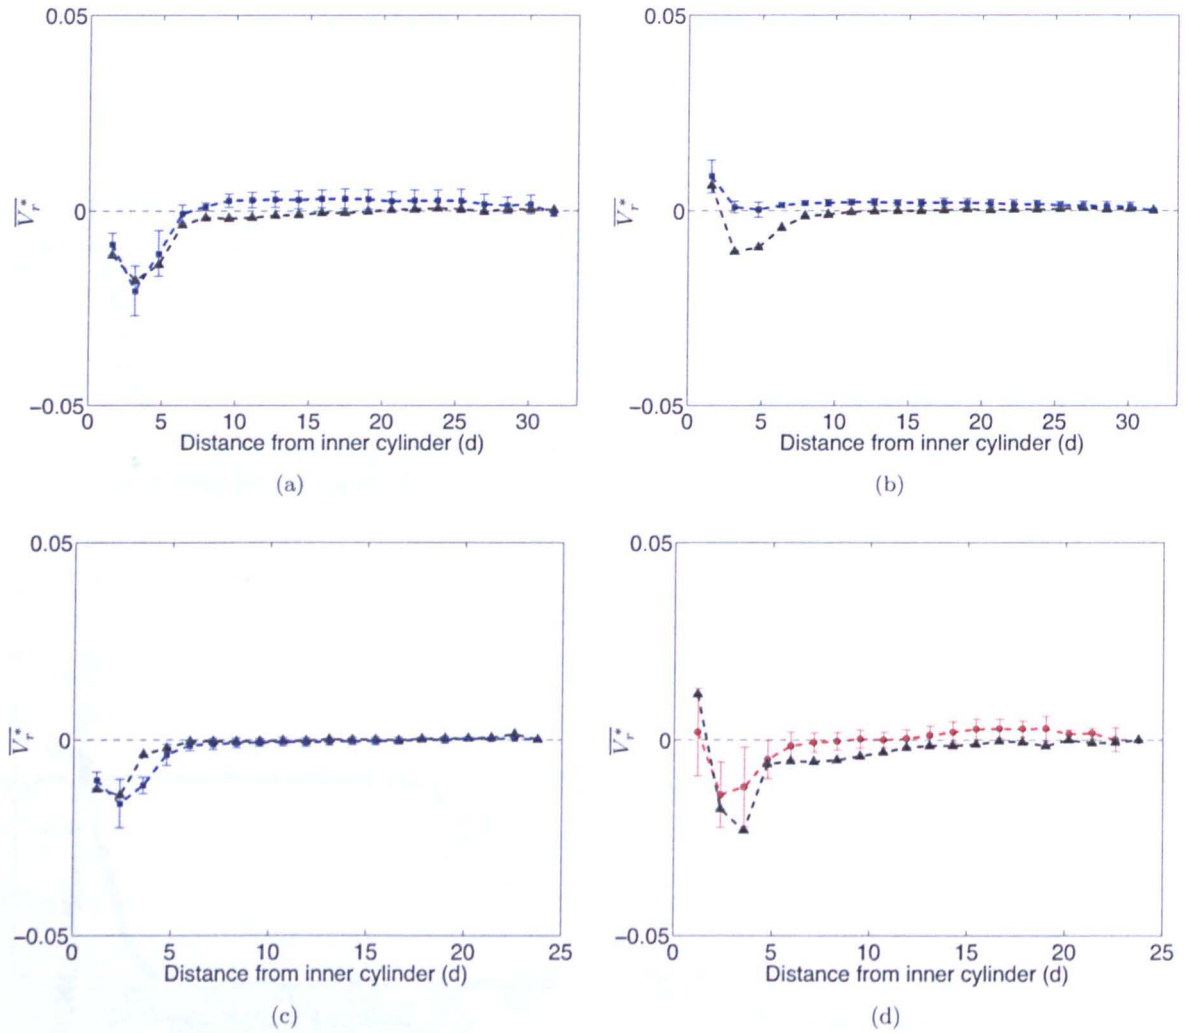 0.05
0
−0.05
V_r^*
0 5 10 15 20 25 30
Distance from inner cylinder (d)
(a)
0.05
0
−0.05
V_r^*
0 5 10 15 20 25 30
Distance from inner cylinder (d)
(b)
0.05
0
−0.05
V_r^*
0 5 10 15 20 25
Distance from inner cylinder (d)
(c)
0.05
0
−0.05
V_r^*
0 5 10 15 20 25
Distance from inner cylinder (d)
(d)